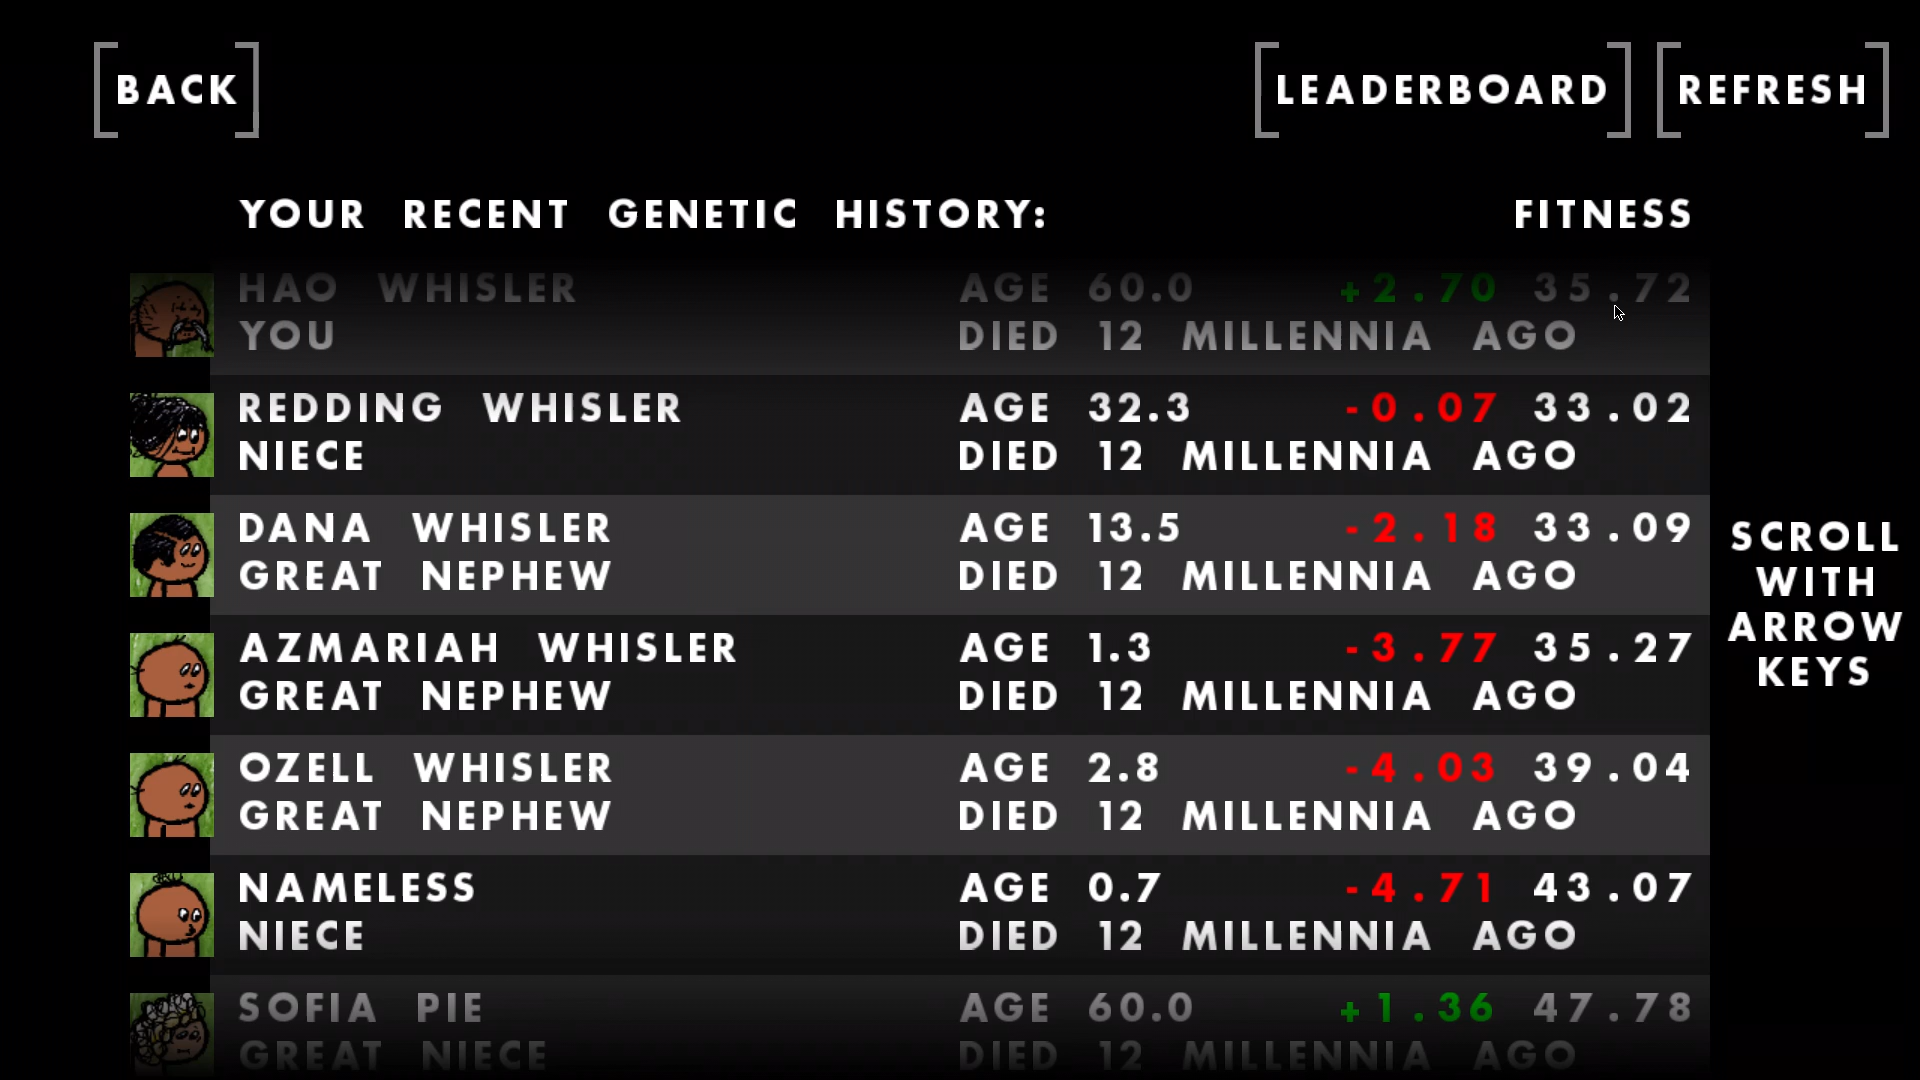 BACK
LEADERBOARD
REFRESH
YOUR RECENT GENETIC HISTORY: FITNESS
HAO WHISLER AGE 60.0 +2.70 35.72
YOU DIED 12 MILLENNIA AGO
REDDING WHISLER AGE 32.3 -0.07 33.02
NIECE DIED 12 MILLENNIA AGO
DANA WHISLER AGE 13.5 -2.18 33.09
GREAT NEPHEW DIED 12 MILLENNIA AGO
AZMARIAH WHISLER AGE 1.3 -3.77 35.27
GREAT NEPHEW DIED 12 MILLENNIA AGO
OZELL WHISLER AGE 2.8 -4.03 39.04
GREAT NEPHEW DIED 12 MILLENNIA AGO
NAMELESS AGE 0.7 -4.71 43.07
NIECE DIED 12 MILLENNIA AGO
SOFIA PIE AGE 60.0 +1.36 47.78
GREAT NIECE DIED 12 MILLENNIA AGO
SCROLL
WITH
ARROW
KEYS